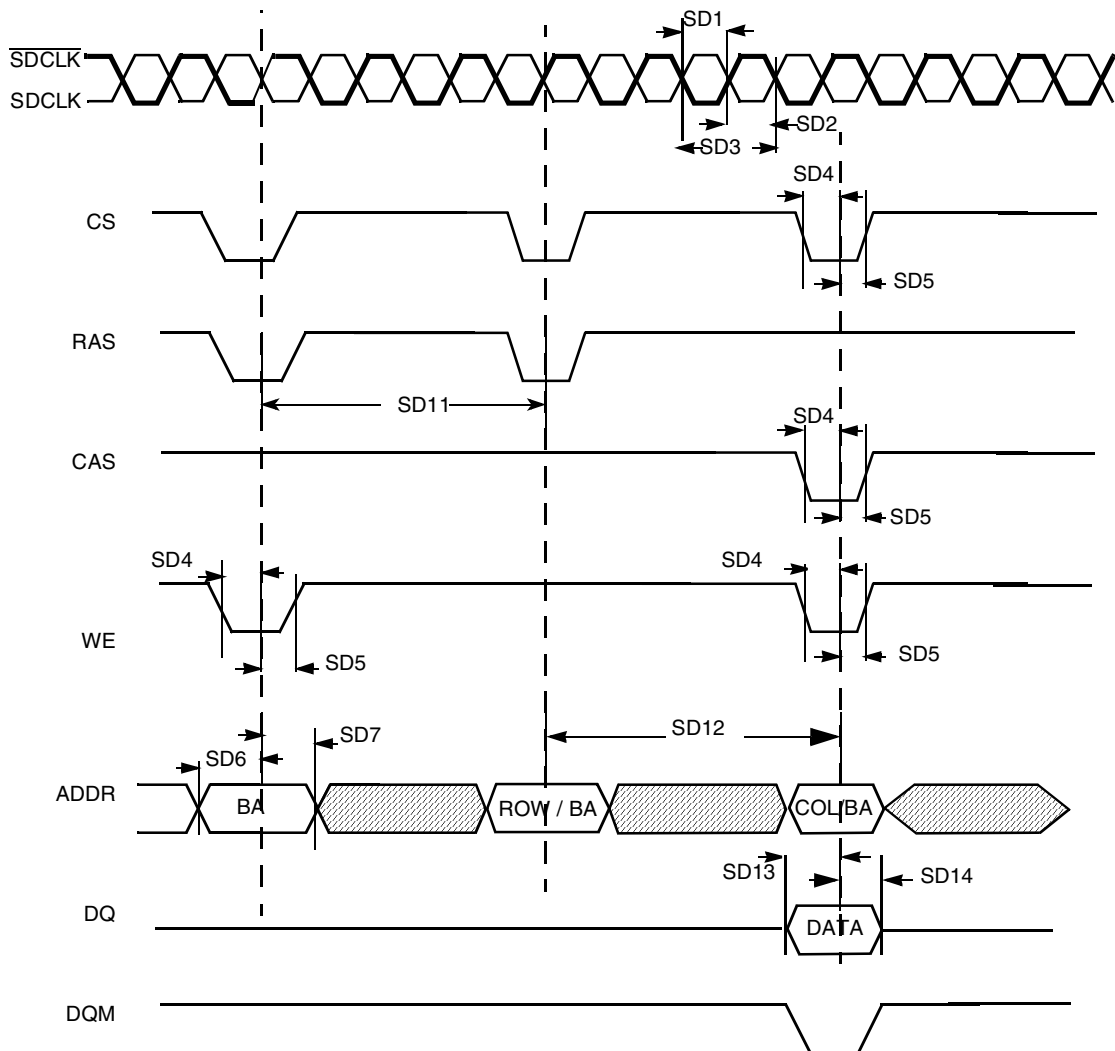 SD1
SDCLK
SDCLK
SD2
SD3
SD4
CS
SD5
RAS
SD11
SD4
CAS
SD5
SD4
SD4
WE
SD5
SD5
SD12
SD7
SD6
ADDR
BA
ROW / BA
COL/BA
SD13
SD14
DQ
DATA
DQM